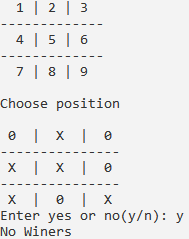 1 | 2 | 3
---------------
4 | 5 | 6
---------------
7 | 8 | 9
Choose position
0 | X | 0
---------------
X | X | 0
---------------
X | 0 | X
Enter yes or no(y/n): y
No Winers